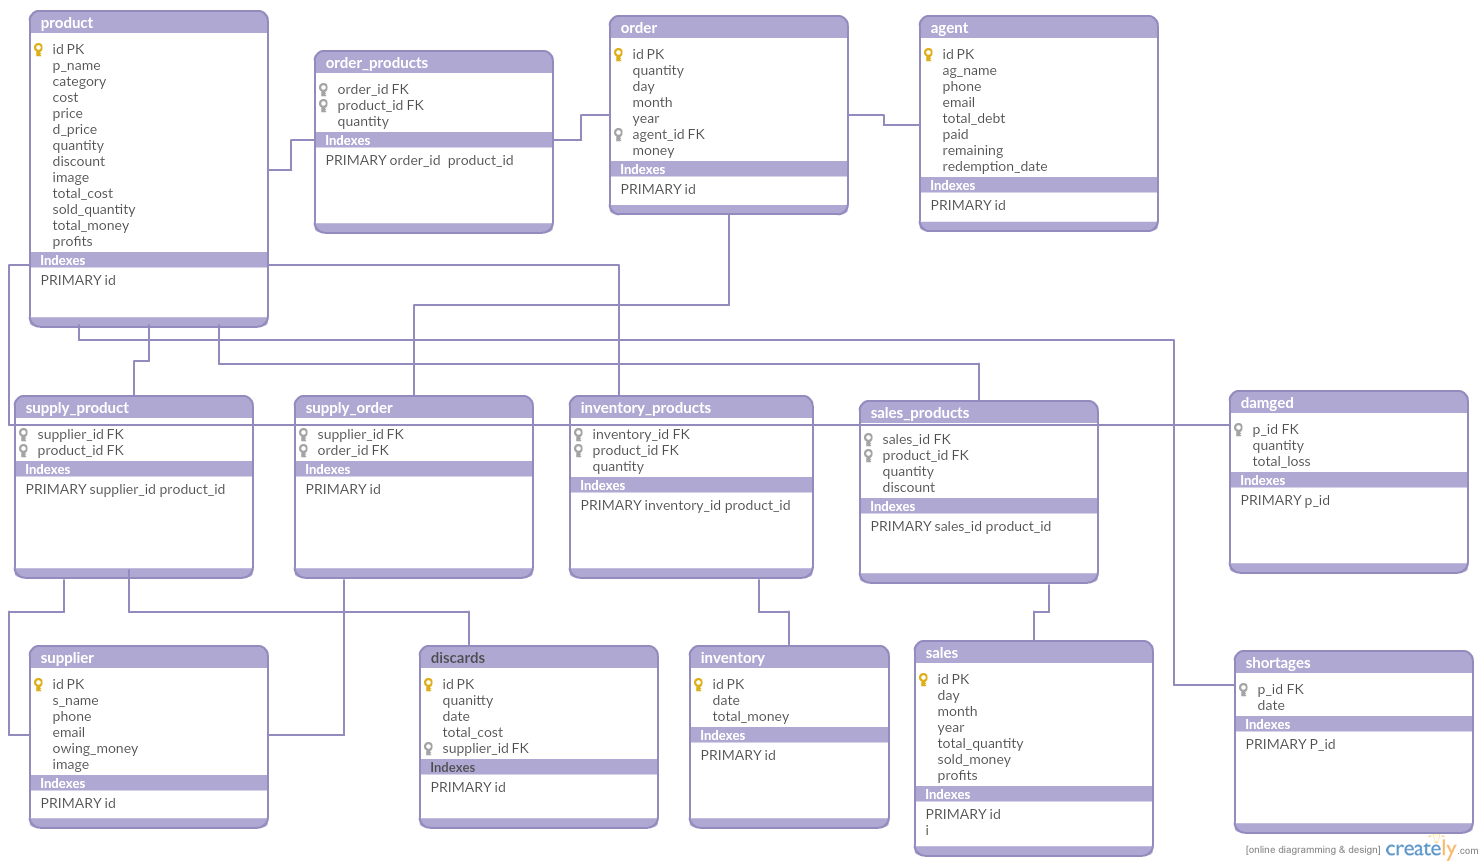 product
id PK
p_name
category
cost
price
d_price
quantity
discount
image
total_cost
sold_quantity
total_money
profits
Indexes
PRIMARY id
order_products
order_id FK
product_id FK
quantity
Indexes
PRIMARY order_id product_id
order
id PK
quantity
day
month
year
agent_id FK
money
Indexes
PRIMARY id
agent
id PK
ag_name
phone
email
total_debt
paid
remaining
redemption_date
Indexes
PRIMARY id
supply_product
supplier_id FK
product_id FK
Indexes
PRIMARY supplier_id product_id
supply_order
supplier_id FK
order_id FK
Indexes
PRIMARY id
inventory_products
inventory_id FK
product_id FK
quantity
Indexes
PRIMARY inventory_id product_id
sales_products
sales_id FK
product_id FK
quantity
discount
Indexes
PRIMARY sales_id product_id
damged
p_id FK
quantity
total_loss
Indexes
PRIMARY p_id
supplier
id PK
s_name
phone
email
owing_money
image
Indexes
PRIMARY id
discards
id PK
quanitty
date
total_cost
supplier_id FK
Indexes
PRIMARY id
inventory
id PK
date
total_money
Indexes
PRIMARY id
sales
id PK
day
month
year
total_quantity
sold_money
profits
Indexes
PRIMARY id
i
shortages
p_id FK
date
Indexes
PRIMARY P_id
[online diagramming & design] creately.com